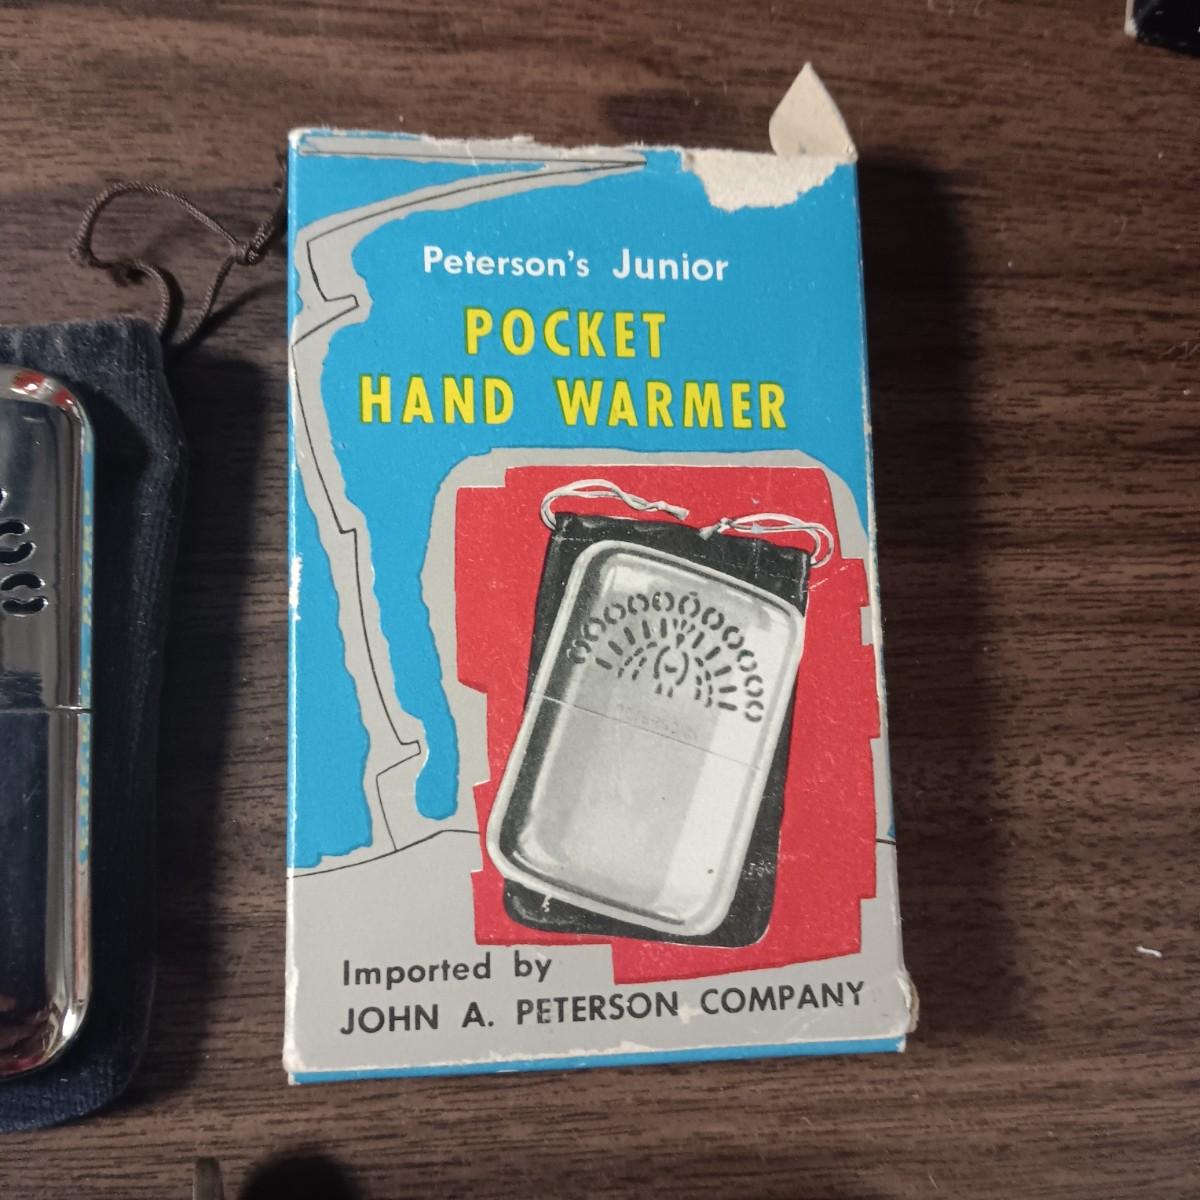 Peterson's Junior
POCKET
HAND WARMER
Imported by
JOHN A. PETERSON COMPANY